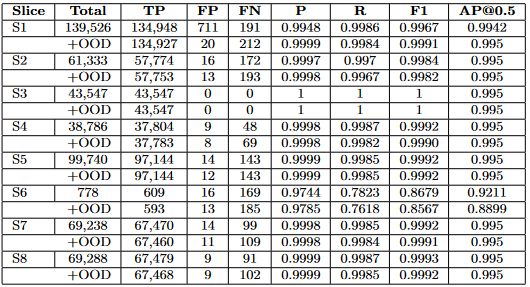 Slice Total TP FP FN P R F1 AP@0.5
S1 139,526 134,948 711 191 0.9948 0.9986 0.9967 0.9942
+OOD 134,927 20 212 0.9999 0.9984 0.9991 0.995
S2 61,333 57,774 16 172 0.9997 0.997 0.9984 0.995
+OOD 57,753 13 193 0.9998 0.9967 0.9982 0.995
S3 43,547 43,547 0 0 1 1 1 0.995
+OOD 43,547 0 0 1 1 1 0.995
S4 38,786 37,804 9 48 0.9998 0.9987 0.9992 0.995
+OOD 37,783 8 69 0.9998 0.9982 0.9990 0.995
S5 99,740 97,144 14 143 0.9999 0.9985 0.9992 0.995
+OOD 97,144 12 143 0.9999 0.9985 0.9992 0.995
S6 778 609 16 169 0.9744 0.7823 0.8679 0.9211
+OOD 593 13 185 0.9785 0.7618 0.8567 0.8899
S7 69,238 67,470 14 99 0.9998 0.9985 0.9992 0.995
+OOD 67,460 11 109 0.9998 0.9984 0.9991 0.995
S8 69,288 67,479 9 91 0.9999 0.9987 0.9993 0.995
+OOD 67,468 9 102 0.9999 0.9985 0.9992 0.995